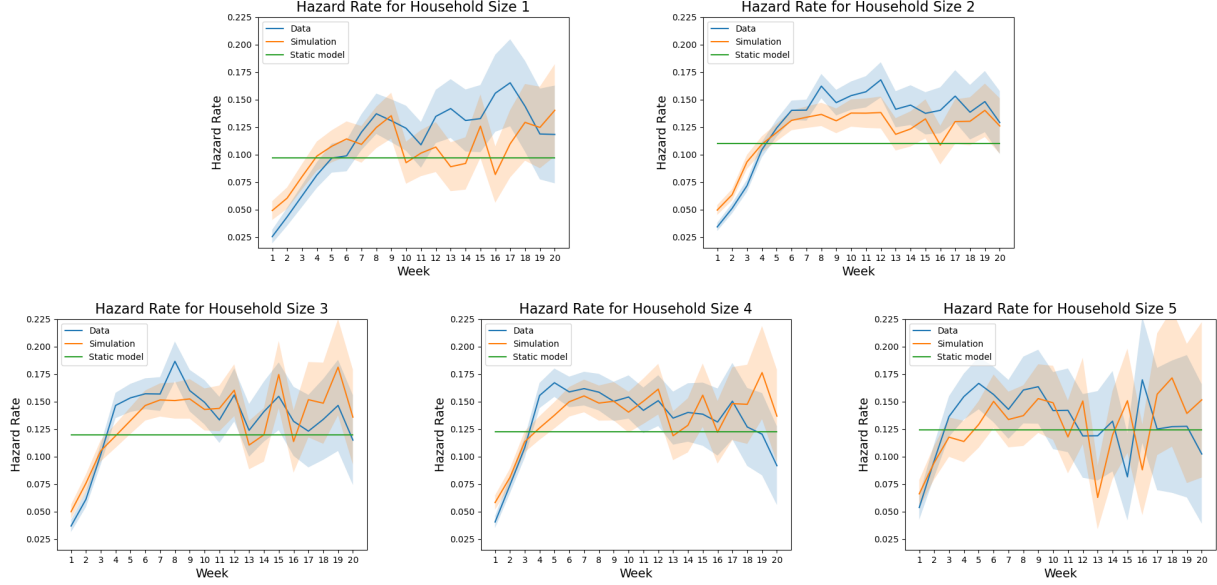 Hazard Rate for Household Size 1
Hazard Rate
0.225
0.200
0.175
0.150
0.125
0.100
0.075
0.050
0.025
Data
Simulation
Static model
1 2 3 4 5 6 7 8 9 10 11 12 13 14 15 16 17 18 19 20
Week
Hazard Rate for Household Size 2
Hazard Rate
0.225
0.200
0.175
0.150
0.125
0.100
0.075
0.050
0.025
Data
Simulation
Static model
1 2 3 4 5 6 7 8 9 10 11 12 13 14 15 16 17 18 19 20
Week
Hazard Rate for Household Size 3
Hazard Rate
0.225
0.200
0.175
0.150
0.125
0.100
0.075
0.050
0.025
Data
Simulation
Static model
1 2 3 4 5 6 7 8 9 10 11 12 13 14 15 16 17 18 19 20
Week
Hazard Rate for Household Size 4
Hazard Rate
0.225
0.200
0.175
0.150
0.125
0.100
0.075
0.050
0.025
Data
Simulation
Static model
1 2 3 4 5 6 7 8 9 10 11 12 13 14 15 16 17 18 19 20
Week
Hazard Rate for Household Size 5
Hazard Rate
0.225
0.200
0.175
0.150
0.125
0.100
0.075
0.050
0.025
Data
Simulation
Static model
1 2 3 4 5 6 7 8 9 10 11 12 13 14 15 16 17 18 19 20
Week